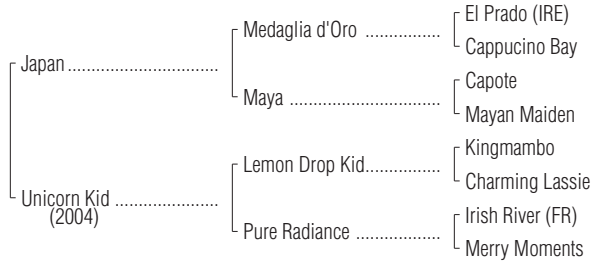 El Prado (IRE)
Medaglia d'Oro ................
Cappucino Bay
Japan................................
Capote
Maya ................................
Mayan Maiden
Kingmambo
Lemon Drop Kid................
Charming Lassie
Unicorn Kid ......................
(2004)
Irish River (FR)
Pure Radiance ..................
Merry Moments